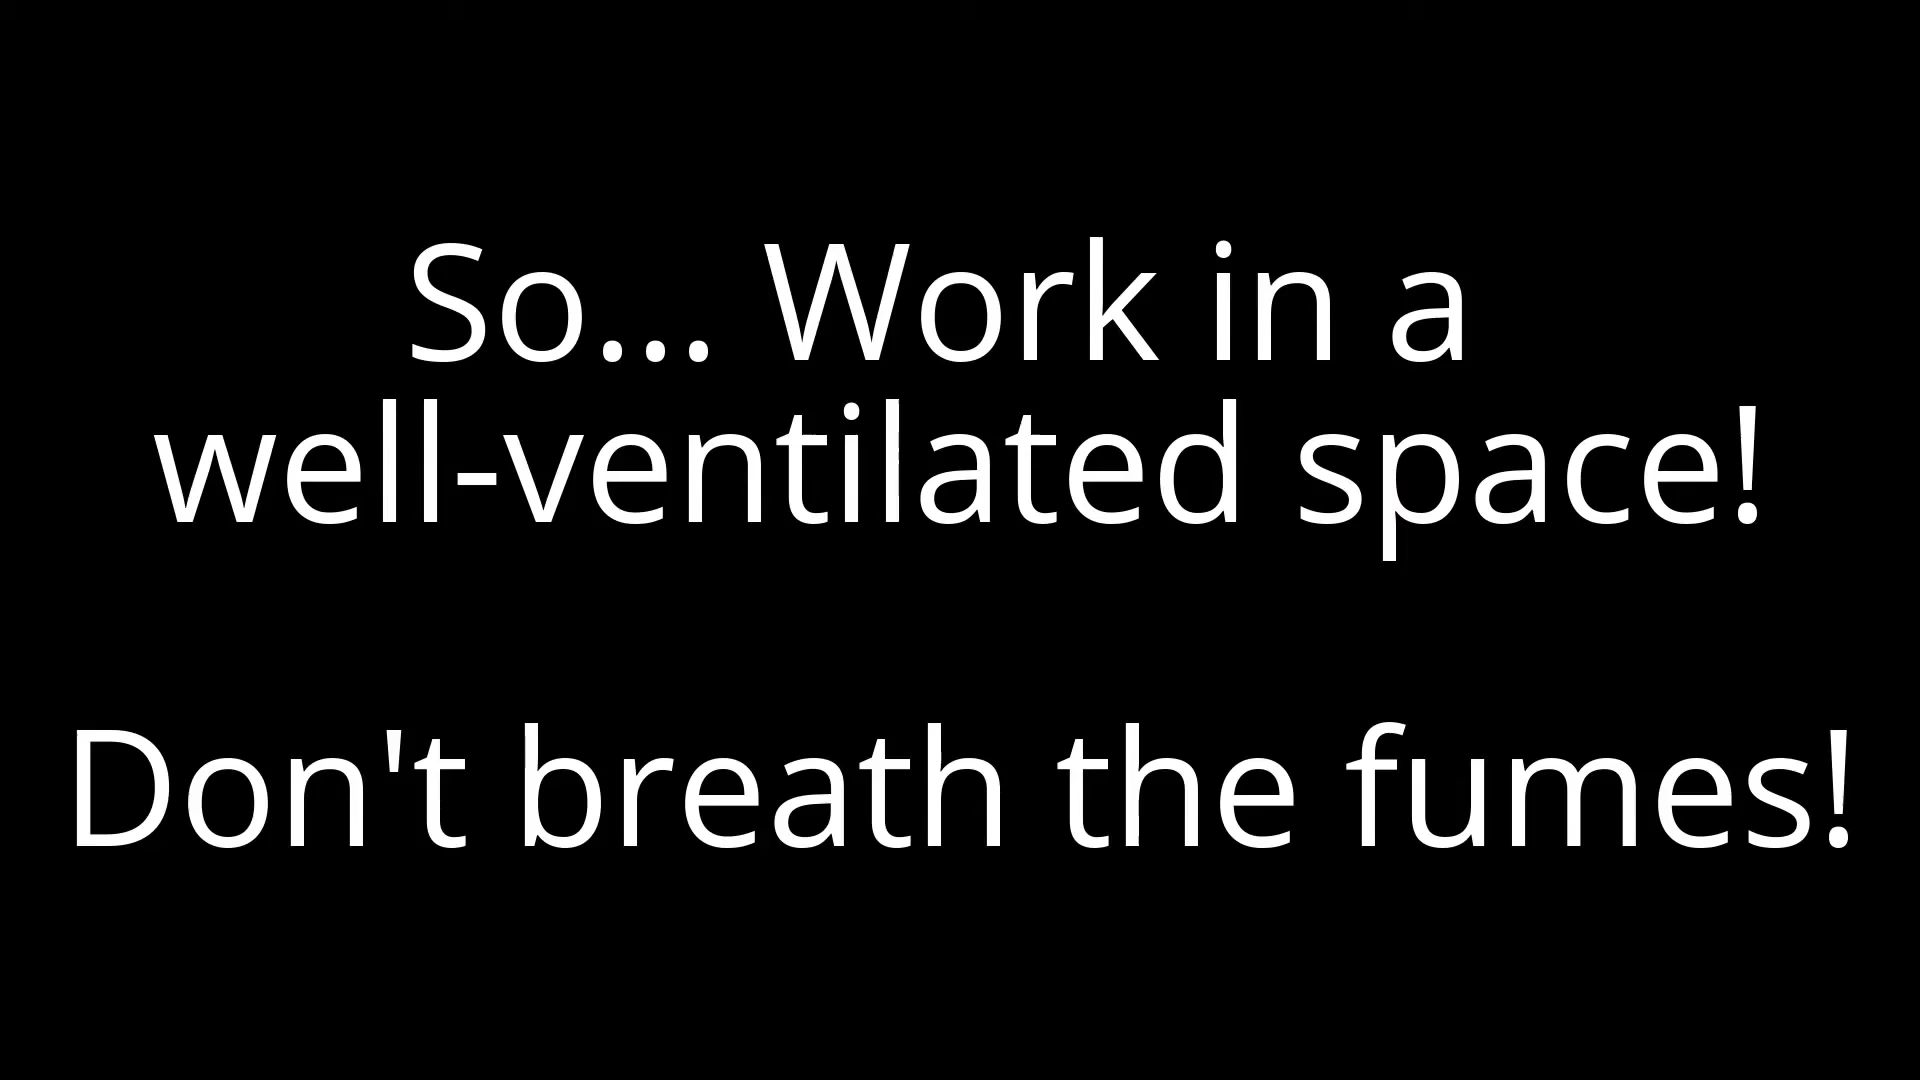 So... Work in a
well-ventilated space!
Don't breath the fumes!